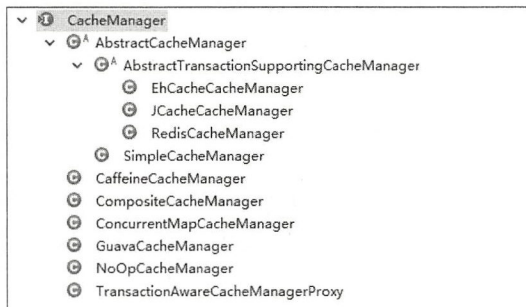 CacheManager
AbstractCacheManager
AbstractTransactionSupportingCacheManager
EhCacheCacheManager
JCacheCacheManager
RedisCacheManager
SimpleCacheManager
CaffeineCacheManager
CompositeCacheManager
ConcurrentMapCacheManager
GuavaCacheManager
NoOpCacheManager
TransactionAwareCacheManagerProxy